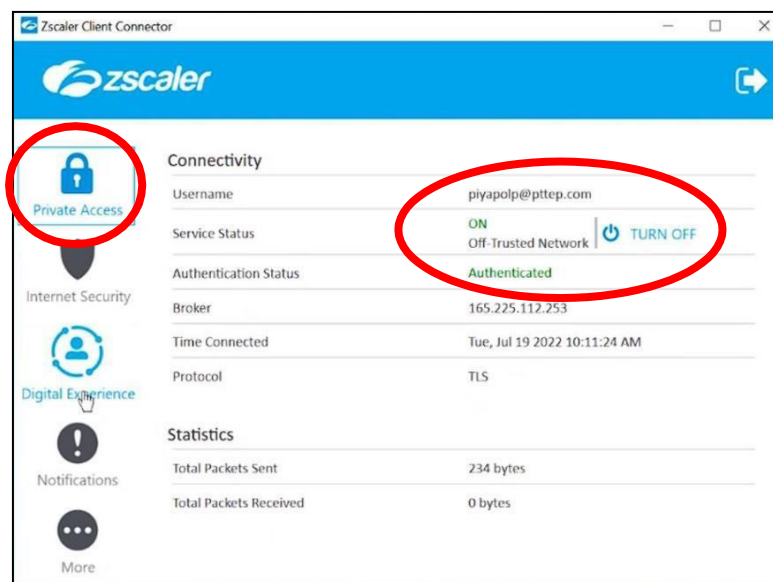 Zscaler Client Connector
zscaler
Private Access
Internet Security
Digital Experience
Notifications
More
Connectivity
Username piyapolp@pttep.com
Service Status ON
Off-Trusted Network TURN OFF
Authentication Status Authenticated
Broker 165.225.112.253
Time Connected Tue, Jul 19 2022 10:11:24 AM
Protocol TLS
Statistics
Total Packets Sent 234 bytes
Total Packets Received 0 bytes